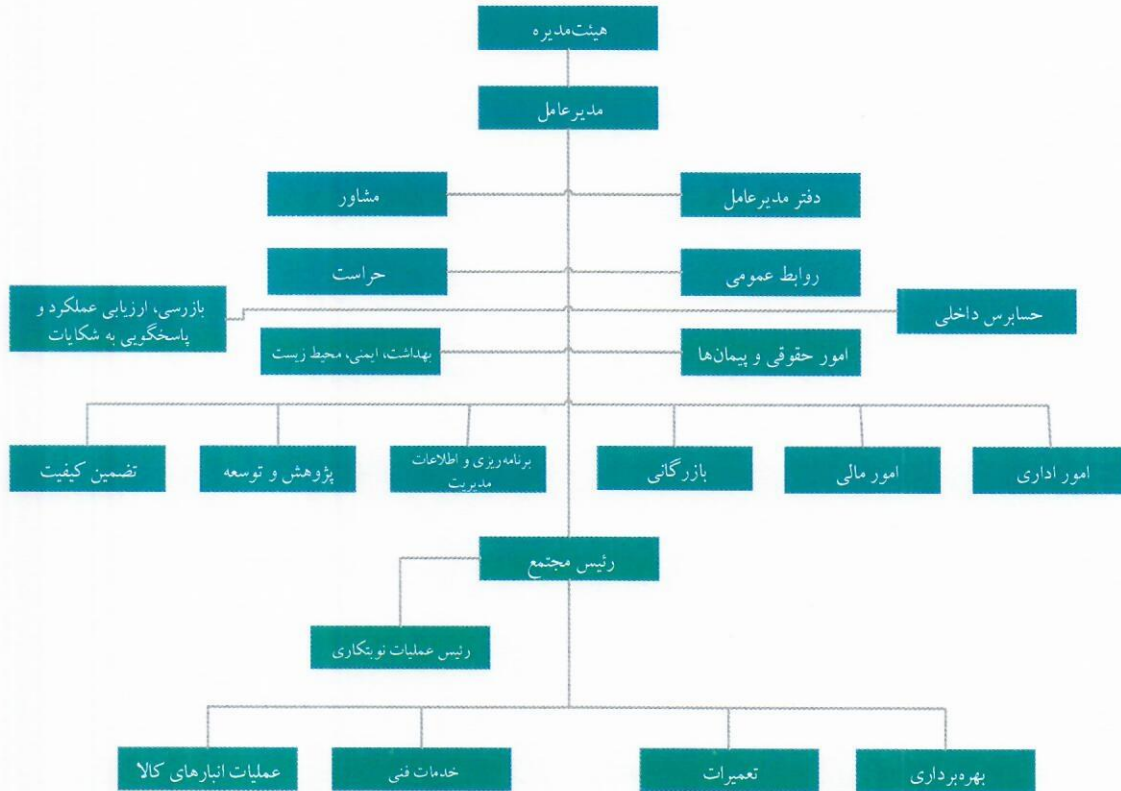 هیئت‌مدیره
مدیرعامل
دفتر مدیرعامل
مشاور
روابط عمومی
حراست
حسابرس داخلی
بازرسی، ارزیابی عملکرد و
پاسخگویی به شکایات
امور حقوقی و پیمان‌ها
بهداشت، ایمنی، محیط زیست
امور اداری
امور مالی
بازرگانی
برنامه‌ریزی و اطلاعات
مدیریت
پژوهش و توسعه
تضمین کیفیت
رئیس مجتمع
رئیس عملیات نوبتکاری
بهره‌برداری
تعمیرات
خدمات فنی
عملیات انبارهای کالا